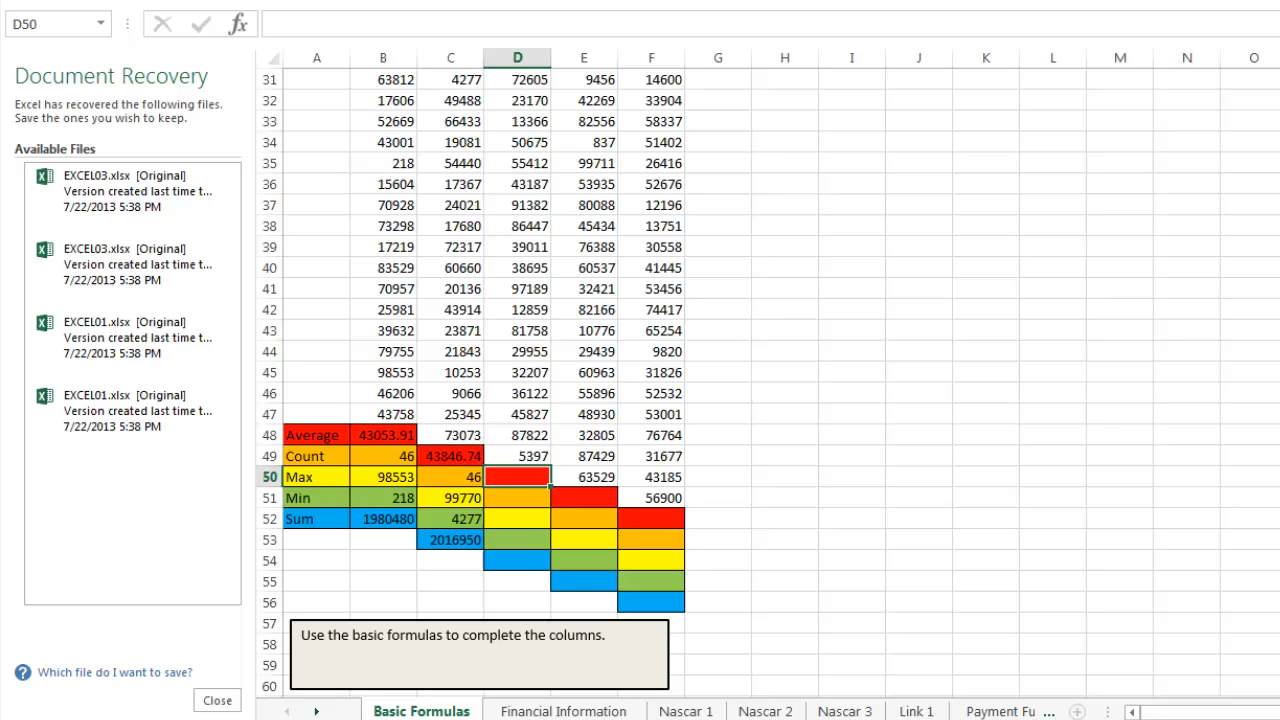 D50
fx
Document Recovery
Excel has recovered the following files.
Save the ones you wish to keep.
Available Files
EXCEL03.xlsx [Original]
Version created last time t...
7/22/2013 5:38 PM
EXCEL03.xlsx [Original]
Version created last time t...
7/22/2013 5:38 PM
EXCEL01.xlsx [Original]
Version created last time t...
7/22/2013 5:38 PM
EXCEL01.xlsx [Original]
Version created last time t...
7/22/2013 5:38 PM
? Which file do I want to save?
Close
A B C D E F G H I J K L M N O
31 63812 4277 72605 9456 14600
32 17606 49488 23170 42269 33904
33 52669 66433 13366 82556 58337
34 43001 19081 50675 837 51402
35 218 54440 55412 99711 26416
36 15604 17367 43187 53935 52676
37 70928 24021 91382 80088 12196
38 73298 17680 86447 45434 13751
39 17219 72317 39011 76388 30558
40 83529 60660 38695 60537 41445
41 70957 20136 97189 32421 53456
42 25981 43914 12859 82166 74417
43 39632 23871 81758 10776 65254
44 79755 21843 29955 29439 9820
45 98553 10253 32207 60963 31826
46 46206 9066 36122 55896 52532
47 43758 25345 45827 48930 53001
48 Average 43053.91 73073 87822 32805 76764
49 Count 46 43846.74 5397 87429 31677
50 Max 98553 46 63529 43185
51 Min 218 99770 56900
52 Sum 1980480 4277
53 2016950
54
55
56
57
58
59
60
Use the basic formulas to complete the columns.
Basic Formulas Financial Information Nascar 1 Nascar 2 Nascar 3 Link 1 Payment Fu ...